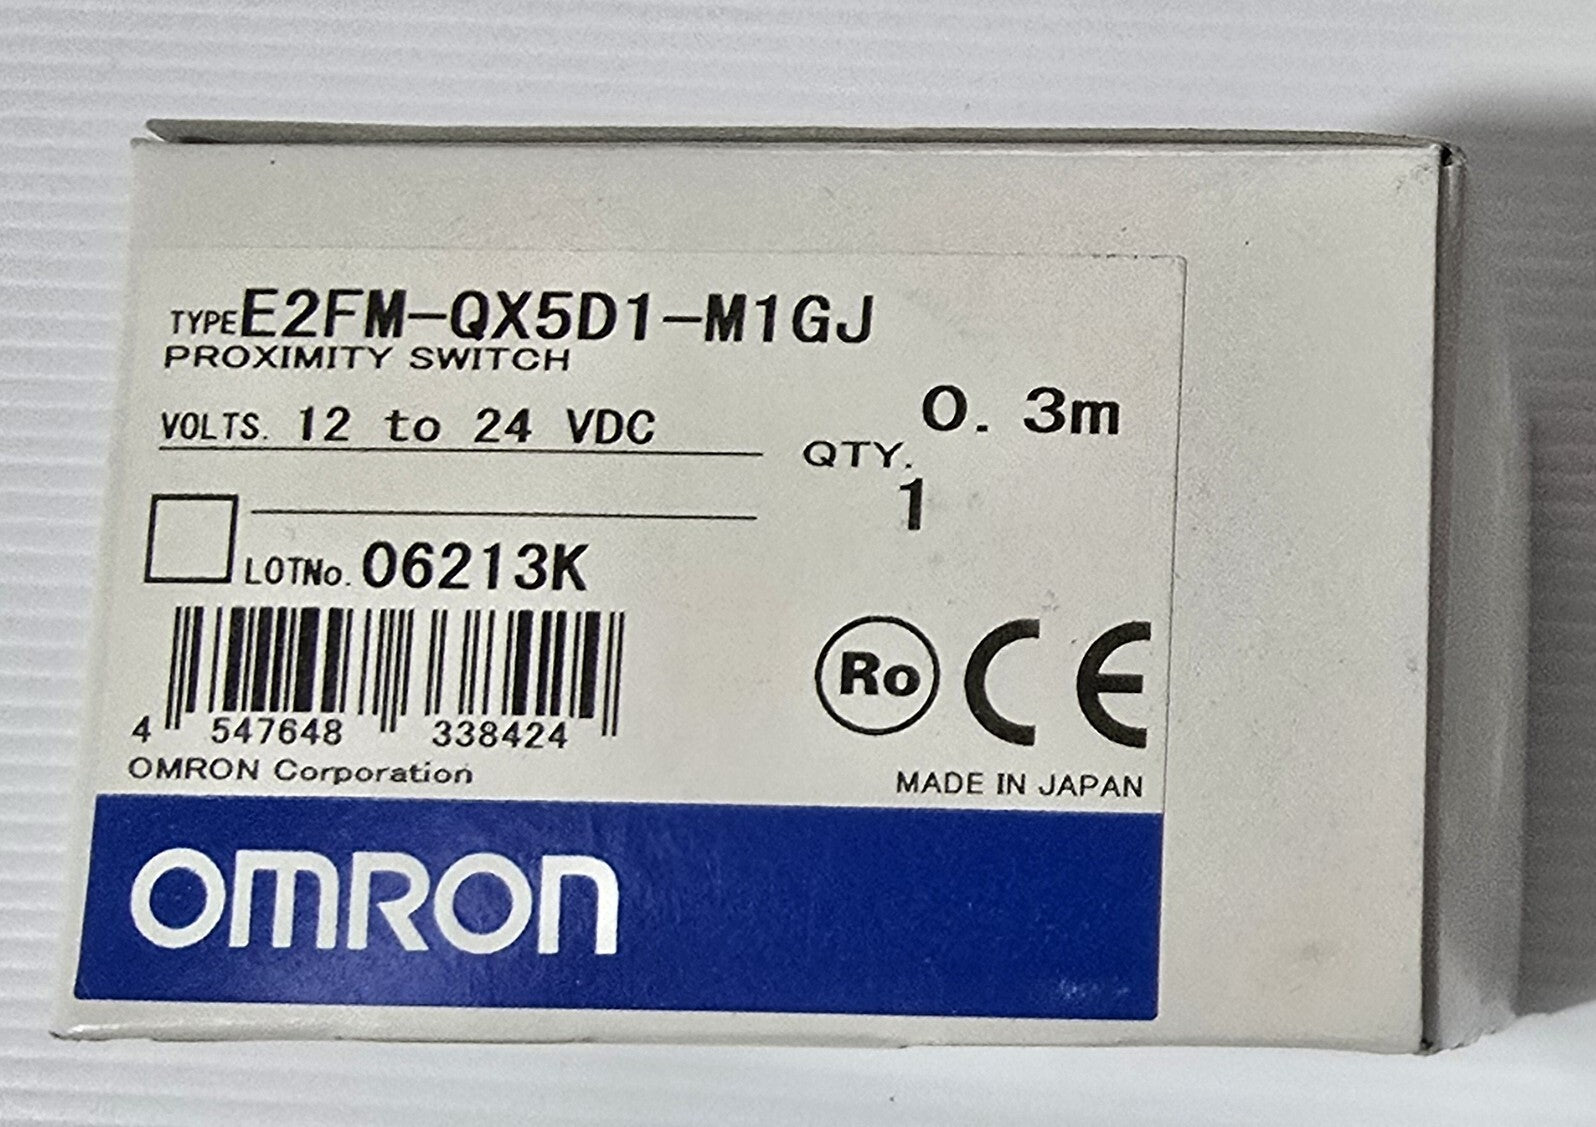 TYPE E2FM-QX5D1-M1GJ
PROXIMITY SWITCH
VOLTS. 12 to 24 VDC
0. 3m
QTY.
1
LOTNo. 06213K
4 547648 338424
Ro CE
OMRON Corporation
MADE IN JAPAN
OMRON